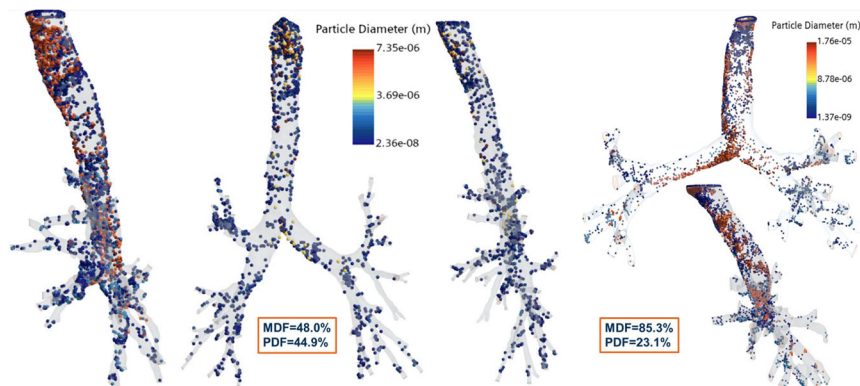 Particle Diameter (m)
7.35e-06
3.69e-06
2.36e-08
MDF=48.0%
PDF=44.9%
Particle Diameter (m)
1.76e-05
8.78e-06
1.37e-09
MDF=85.3%
PDF=23.1%